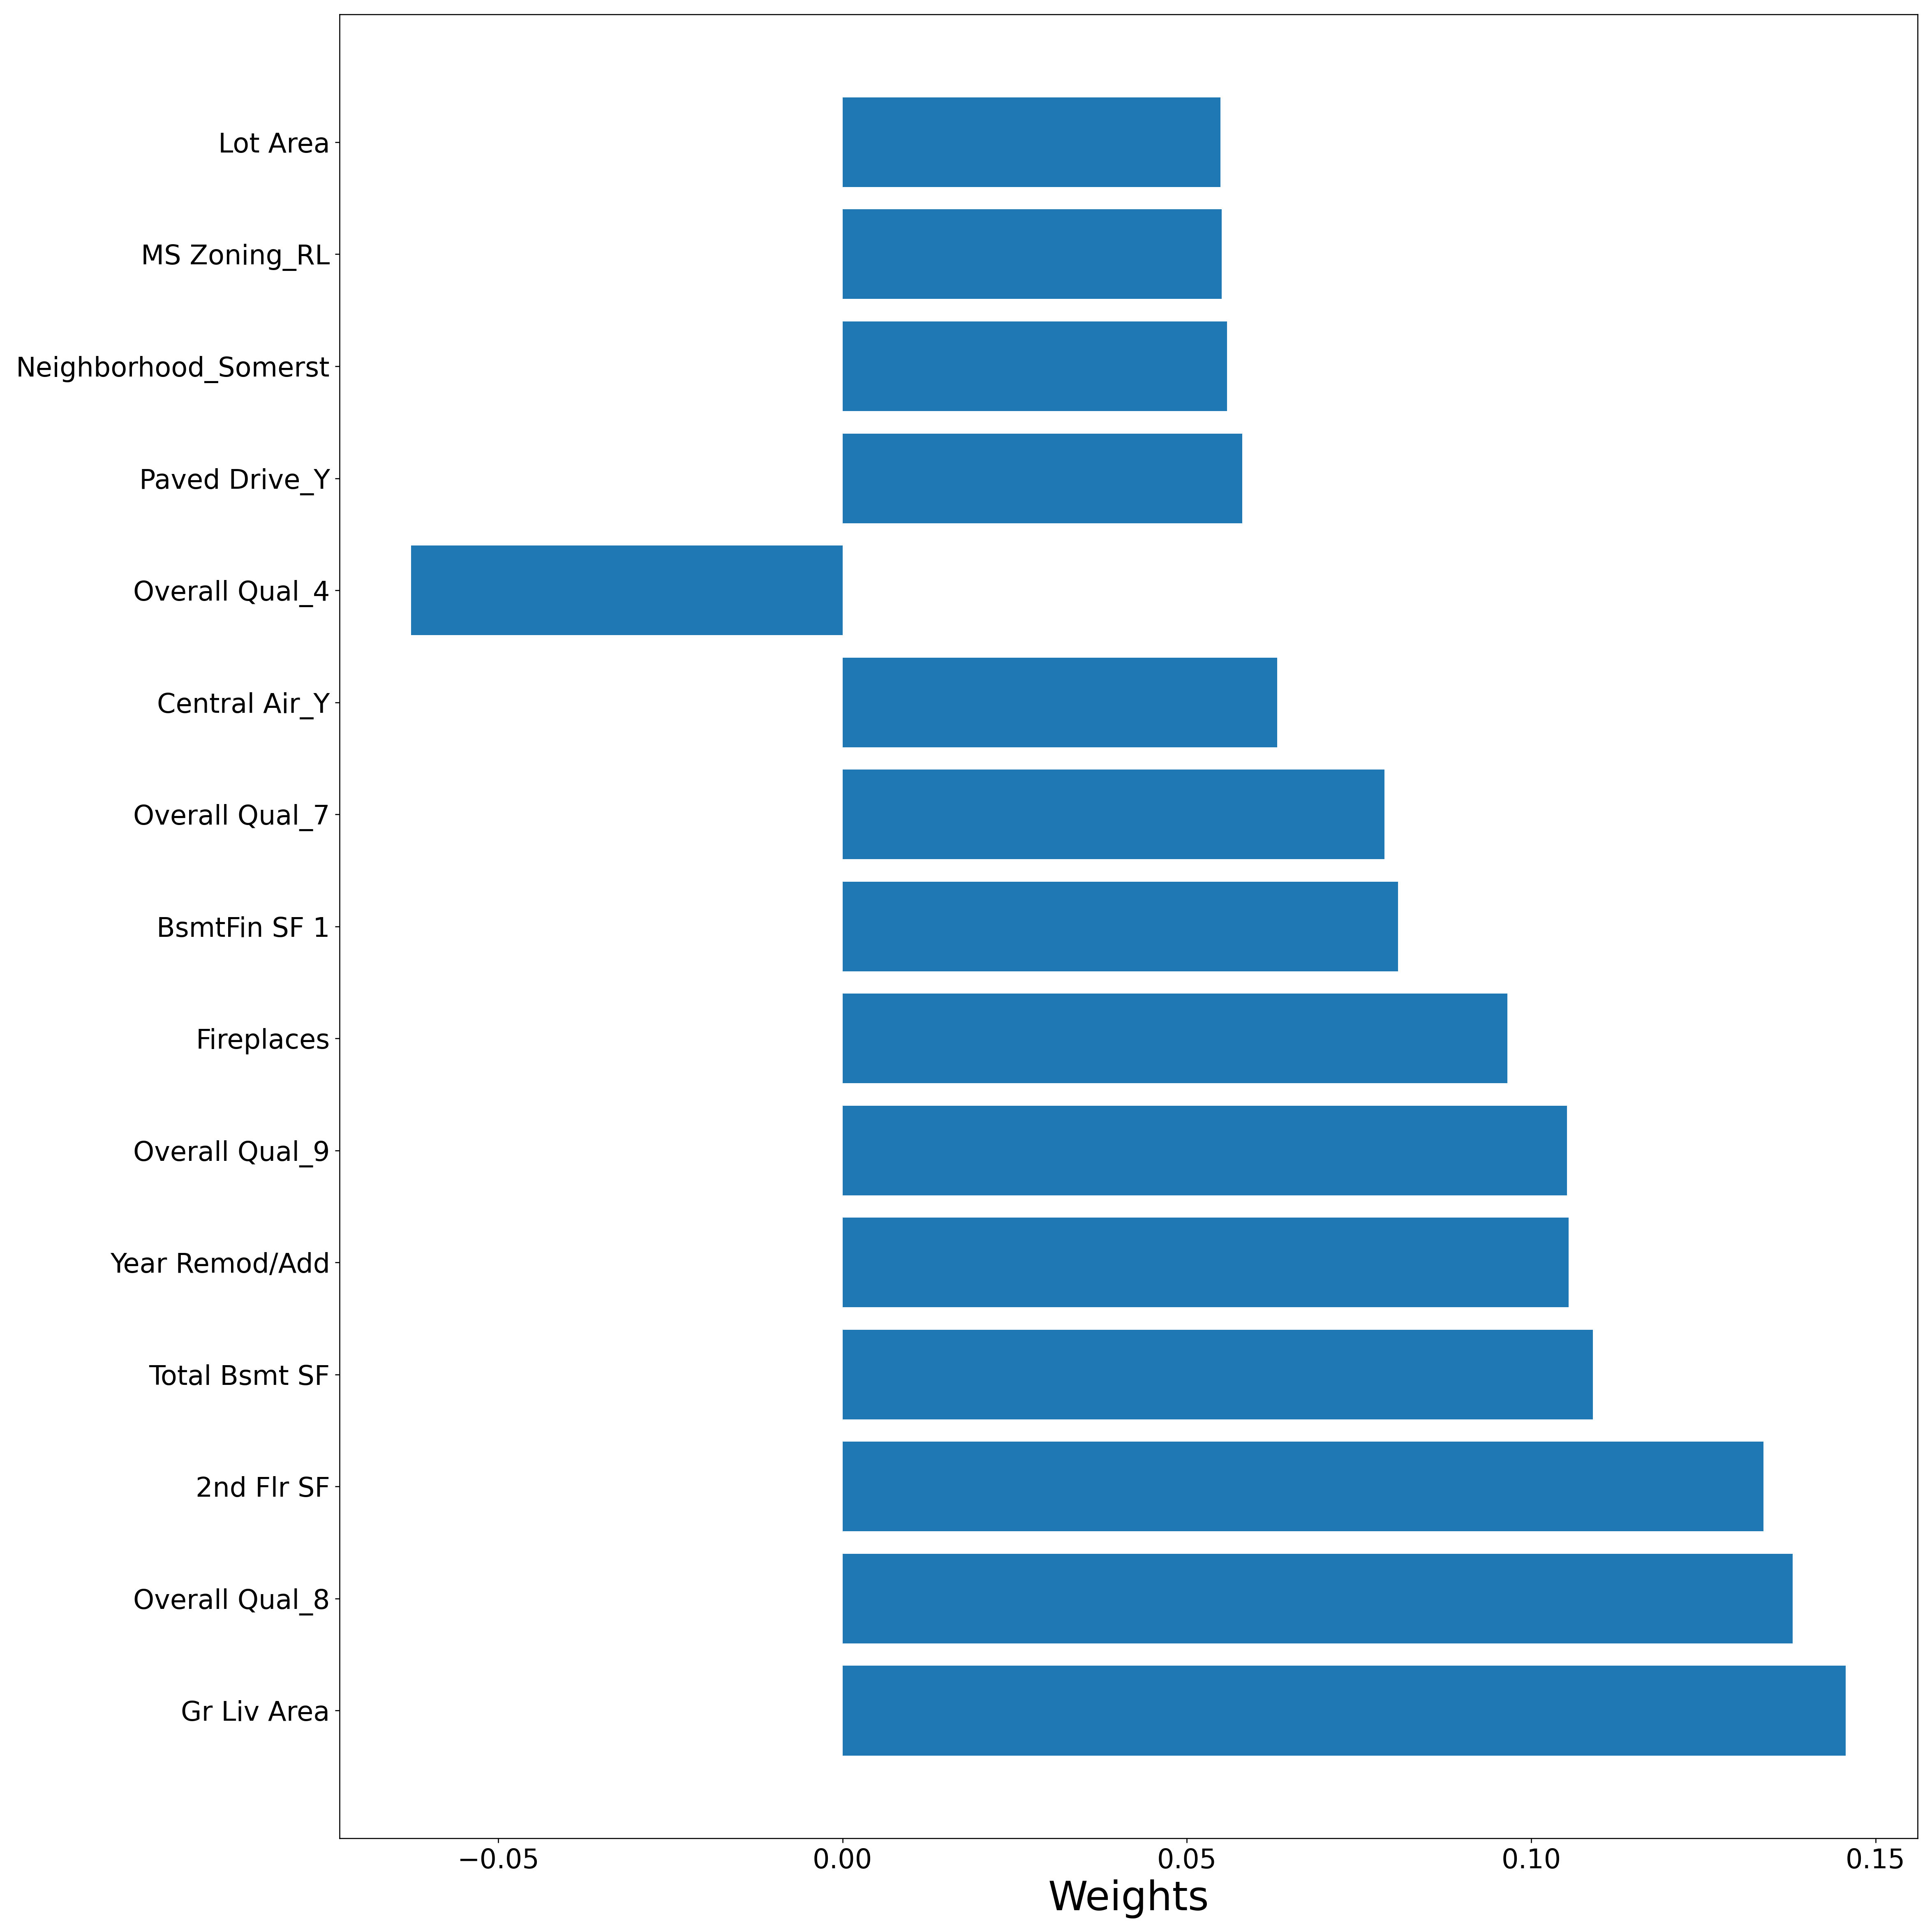 Lot Area
MS Zoning_RL
Neighborhood_Somerst
Paved Drive_Y
Overall Qual_4
Central Air_Y
Overall Qual_7
BsmtFin SF 1
Fireplaces
Overall Qual_9
Year Remod/Add
Total Bsmt SF
2nd Flr SF
Overall Qual_8
Gr Liv Area
−0.05 0.00 0.05 0.10 0.15
Weights